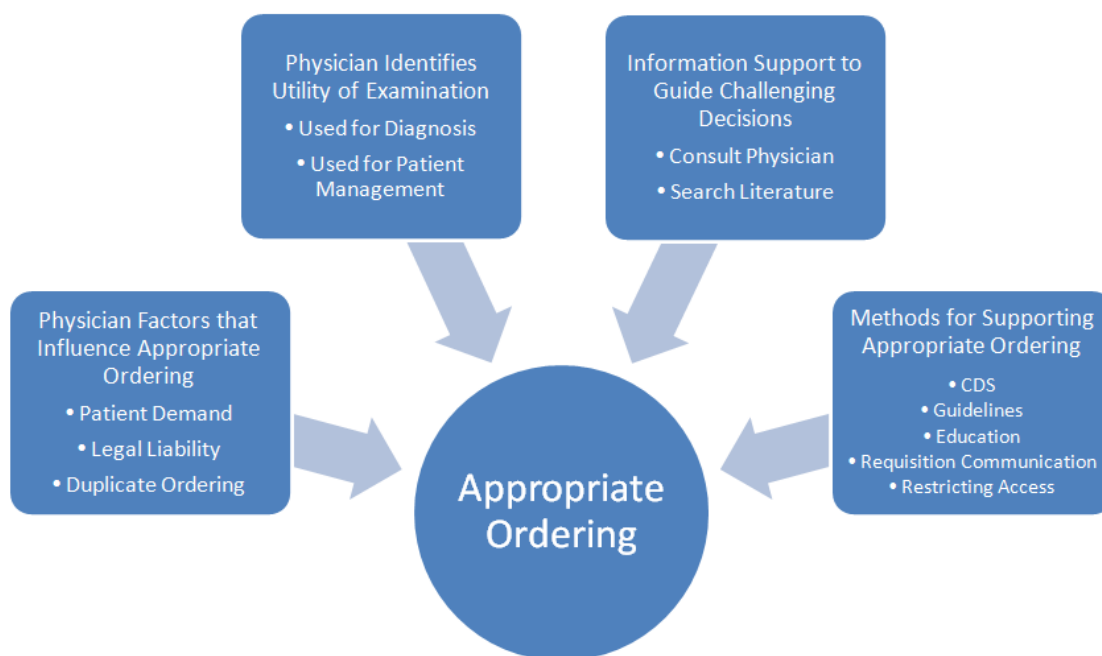 Physician Identifies
Utility of Examination
• Used for Diagnosis
• Used for Patient
Management
Information Support to
Guide Challenging
Decisions
• Consult Physician
• Search Literature
Physician Factors that
Influence Appropriate
Ordering
• Patient Demand
• Legal Liability
• Duplicate Ordering
Methods for Supporting
Appropriate Ordering
• CDS
• Guidelines
• Education
• Requisition Communication
• Restricting Access
Appropriate
Ordering